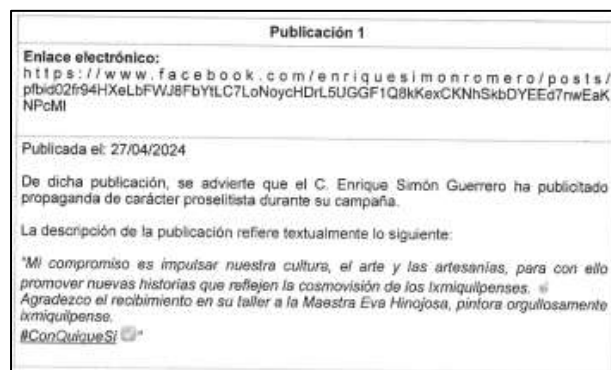 Publicación 1
Enlace electrónico:
https://www.facebook.com/enriquesimonromero/posts/
pfbid02fr94HXeLbFWJ8FbYtLC7LoNoycHDrL5UGGF1Q8kKexCKNhSkbDYEEd7nwEaK
NPcMl
Publicada el: 27/04/2024
De dicha publicación, se advierte que el C. Enrique Simón Guerrero ha publicitado
propaganda de carácter proselitista durante su campaña.
La descripción de la publicación refiere textualmente lo siguiente:
"Mi compromiso es impulsar nuestra cultura, el arte y las artesanías, para con ello
promover nuevas historias que reflejen la cosmovisión de los Ixmiquilpenses.
Agradezco el recibimiento en su taller a la Maestra Eva Hinojosa, pintora orgullosamente
ixmiquilpense.
#ConQuiqueSí ☑"